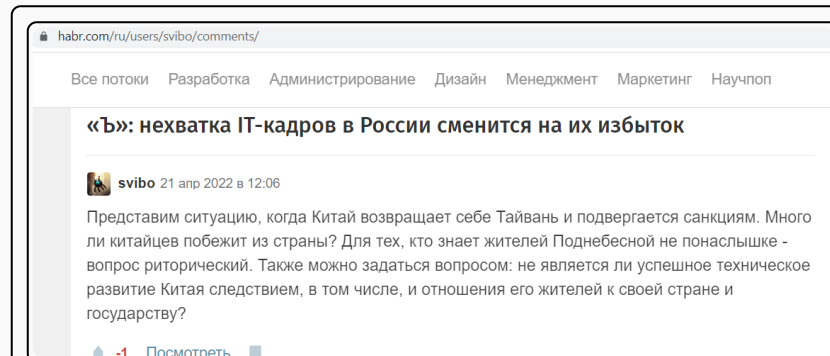 habr.com/ru/users/svibo/comments/
Все потоки Разработка Администрирование Дизайн Менеджмент Маркетинг Научпоп
«Ъ»: нехватка IT-кадров в России сменится на их избыток
svibo 21 апр 2022 в 12:06
Представим ситуацию, когда Китай возвращает себе Тайвань и подвергается санкциям. Много
ли китайцев побежит из страны? Для тех, кто знает жителей Поднебесной не понаслышке -
вопрос риторический. Также можно задаться вопросом: не является ли успешное техническое
развитие Китая следствием, в том числе, и отношения его жителей к своей стране и
государству?
-1 Посмотреть